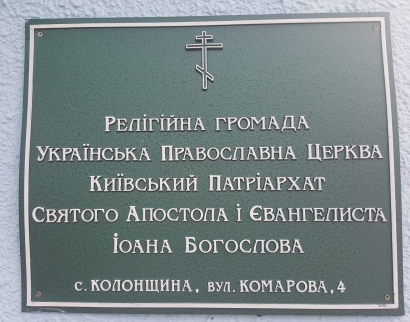 Релігійна громада
Українська Православна Церква
Київський Патріархат
Святого Апостола і Євангелиста
Іоана Богослова
с. Колонщина, вул. Комарова, 4